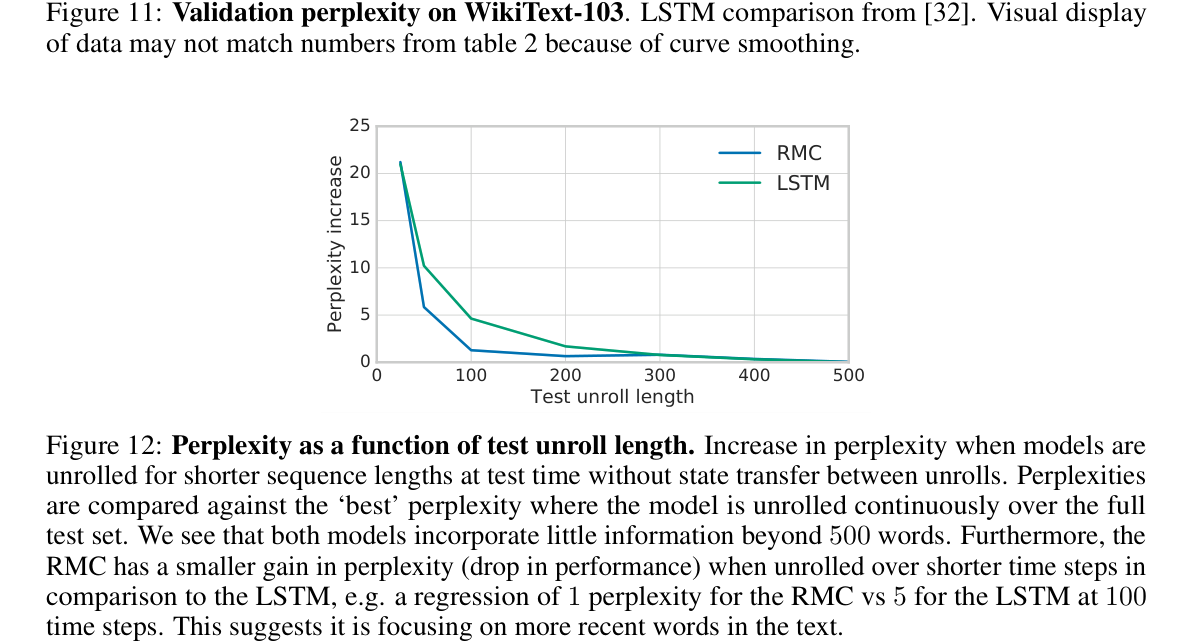 Figure 11: Validation perplexity on WikiText-103. LSTM comparison from [32]. Visual display
of data may not match numbers from table 2 because of curve smoothing.
25
20
15
10
5
0
Perplexity increase
RMC
LSTM
0 100 200 300 400 500
Test unroll length
Figure 12: Perplexity as a function of test unroll length. Increase in perplexity when models are
unrolled for shorter sequence lengths at test time without state transfer between unrolls. Perplexities
are compared against the ‘best’ perplexity where the model is unrolled continuously over the full
test set. We see that both models incorporate little information beyond 500 words. Furthermore, the
RMC has a smaller gain in perplexity (drop in performance) when unrolled over shorter time steps in
comparison to the LSTM, e.g. a regression of 1 perplexity for the RMC vs 5 for the LSTM at 100
time steps. This suggests it is focusing on more recent words in the text.